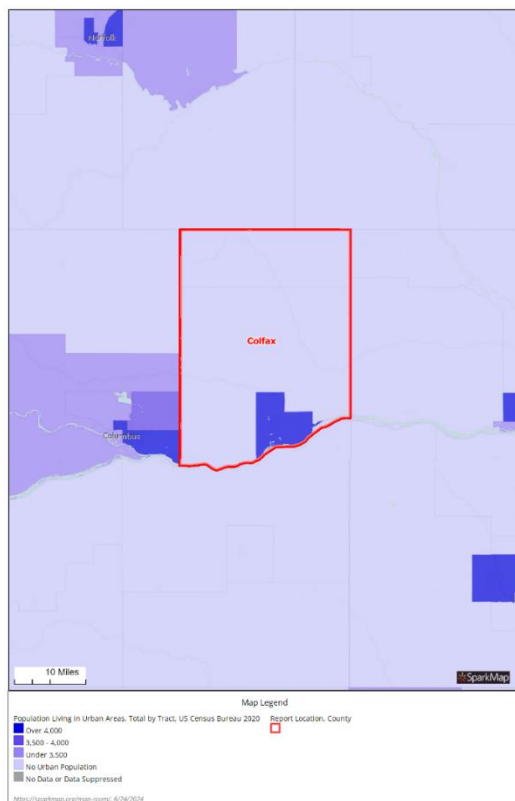 Norfolk
Colfax
Columbus
10 Miles
SparkMap
Map Legend
Population Living in Urban Areas, Total by Tract, US Census Bureau 2020
Over 4,000
3,500 - 4,000
Under 3,500
No Urban Population
No Data or Data Suppressed
Report Location, County
https://sparkmap.org/map-room/, 6/24/2024